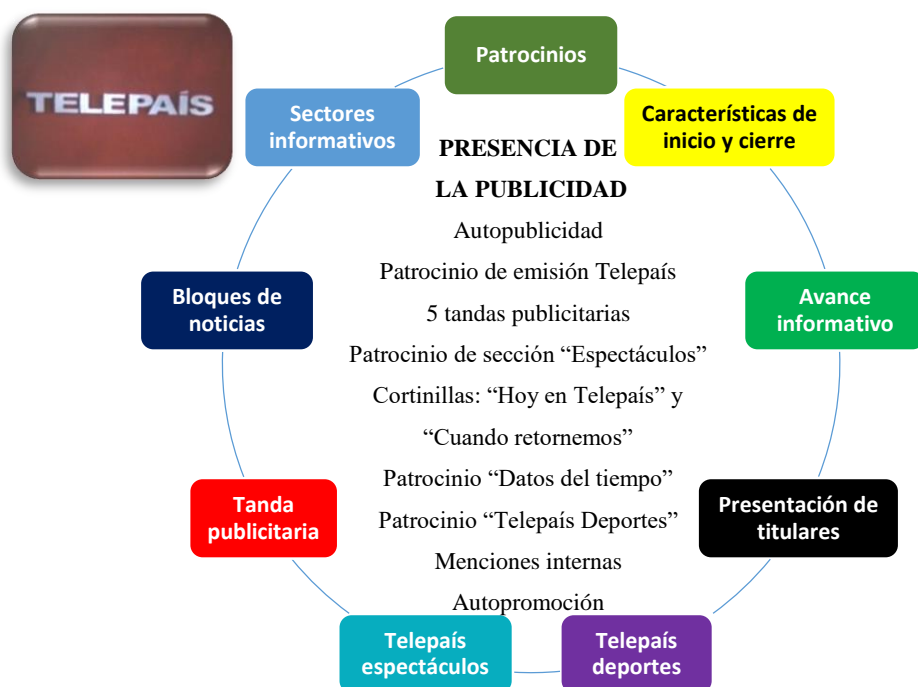 TELEPAÍS
Patrocinios
Características de
inicio y cierre
Avance
informativo
Presentación de
titulares
Telepaís
deportes
Telepaís
espectáculos
Tanda
publicitaria
Bloques de
noticias
Sectores
informativos
PRESENCIA DE
LA PUBLICIDAD
Autopublicidad
Patrocinio de emisión Telepaís
5 tandas publicitarias
Patrocinio de sección “Espectáculos”
Cortinillas: “Hoy en Telepaís” y
“Cuando retornemos”
Patrocinio “Datos del tiempo”
Patrocinio “Telepaís Deportes”
Menciones internas
Autopromoción